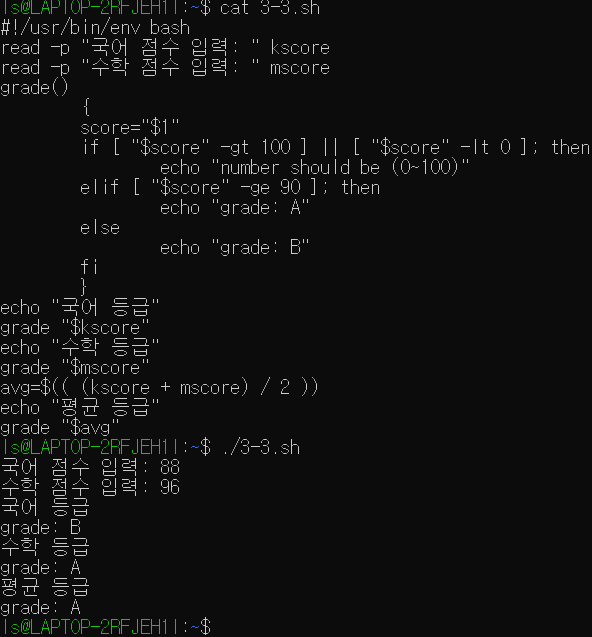 ls@LAPTOP-2RFJEH1I:~$ cat 3-3.sh
#!/usr/bin/env bash
read -p "국어 점수 입력: " kscore
read -p "수학 점수 입력: " mscore
grade()
        {
        score="$1"
        if [ "$score" -gt 100 ] || [ "$score" -lt 0 ]; then
                echo "number should be (0~100)"
        elif [ "$score" -ge 90 ]; then
                echo "grade: A"
        else
                echo "grade: B"
        fi
        }
echo "국어 등급"
grade "$kscore"
echo "수학 등급"
grade "$mscore"
avg=$(( (kscore + mscore) / 2 ))
echo "평균 등급"
grade "$avg"
ls@LAPTOP-2RFJEH1I:~$ ./3-3.sh
국어 점수 입력: 88
수학 점수 입력: 96
국어 등급
grade: B
수학 등급
grade: A
평균 등급
grade: A
ls@LAPTOP-2RFJEH1I:~$